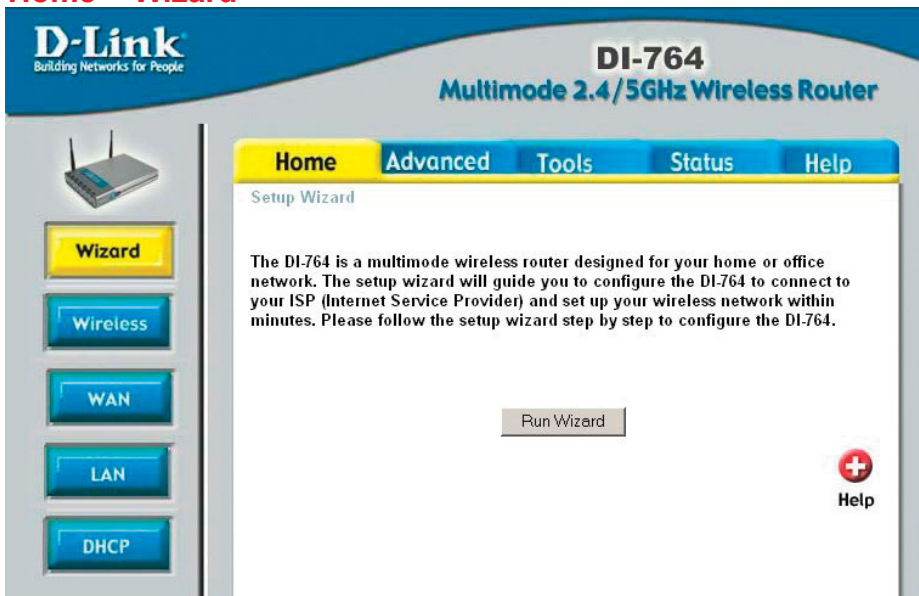 D-Link
Building Networks for People
DI-764
Multimode 2.4/5GHz Wireless Router
Home
Advanced
Tools
Status
Help
Setup Wizard
Wizard
Wireless
WAN
LAN
DHCP
The DI-764 is a multimode wireless router designed for your home or office
network. The setup wizard will guide you to configure the DI-764 to connect to
your ISP (Internet Service Provider) and set up your wireless network within
minutes. Please follow the setup wizard step by step to configure the DI-764.
Run Wizard
Help